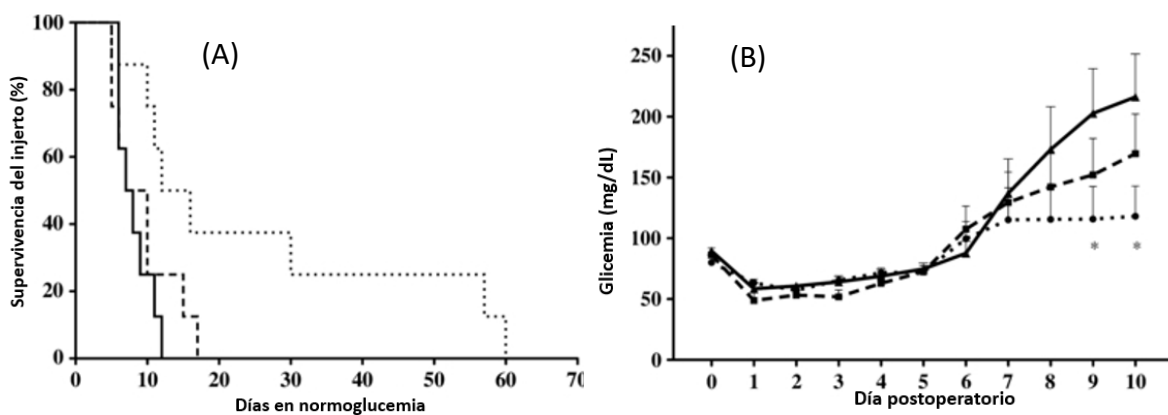 (A)
Supervivencia del injerto (%)
100
80
60
40
20
0
0 10 20 30 40 50 60 70
Días en normoglucemia
(B)
Glicemia (mg/dL)
250
200
150
100
50
0
* *
0 1 2 3 4 5 6 7 8 9 10
Día postoperatorio